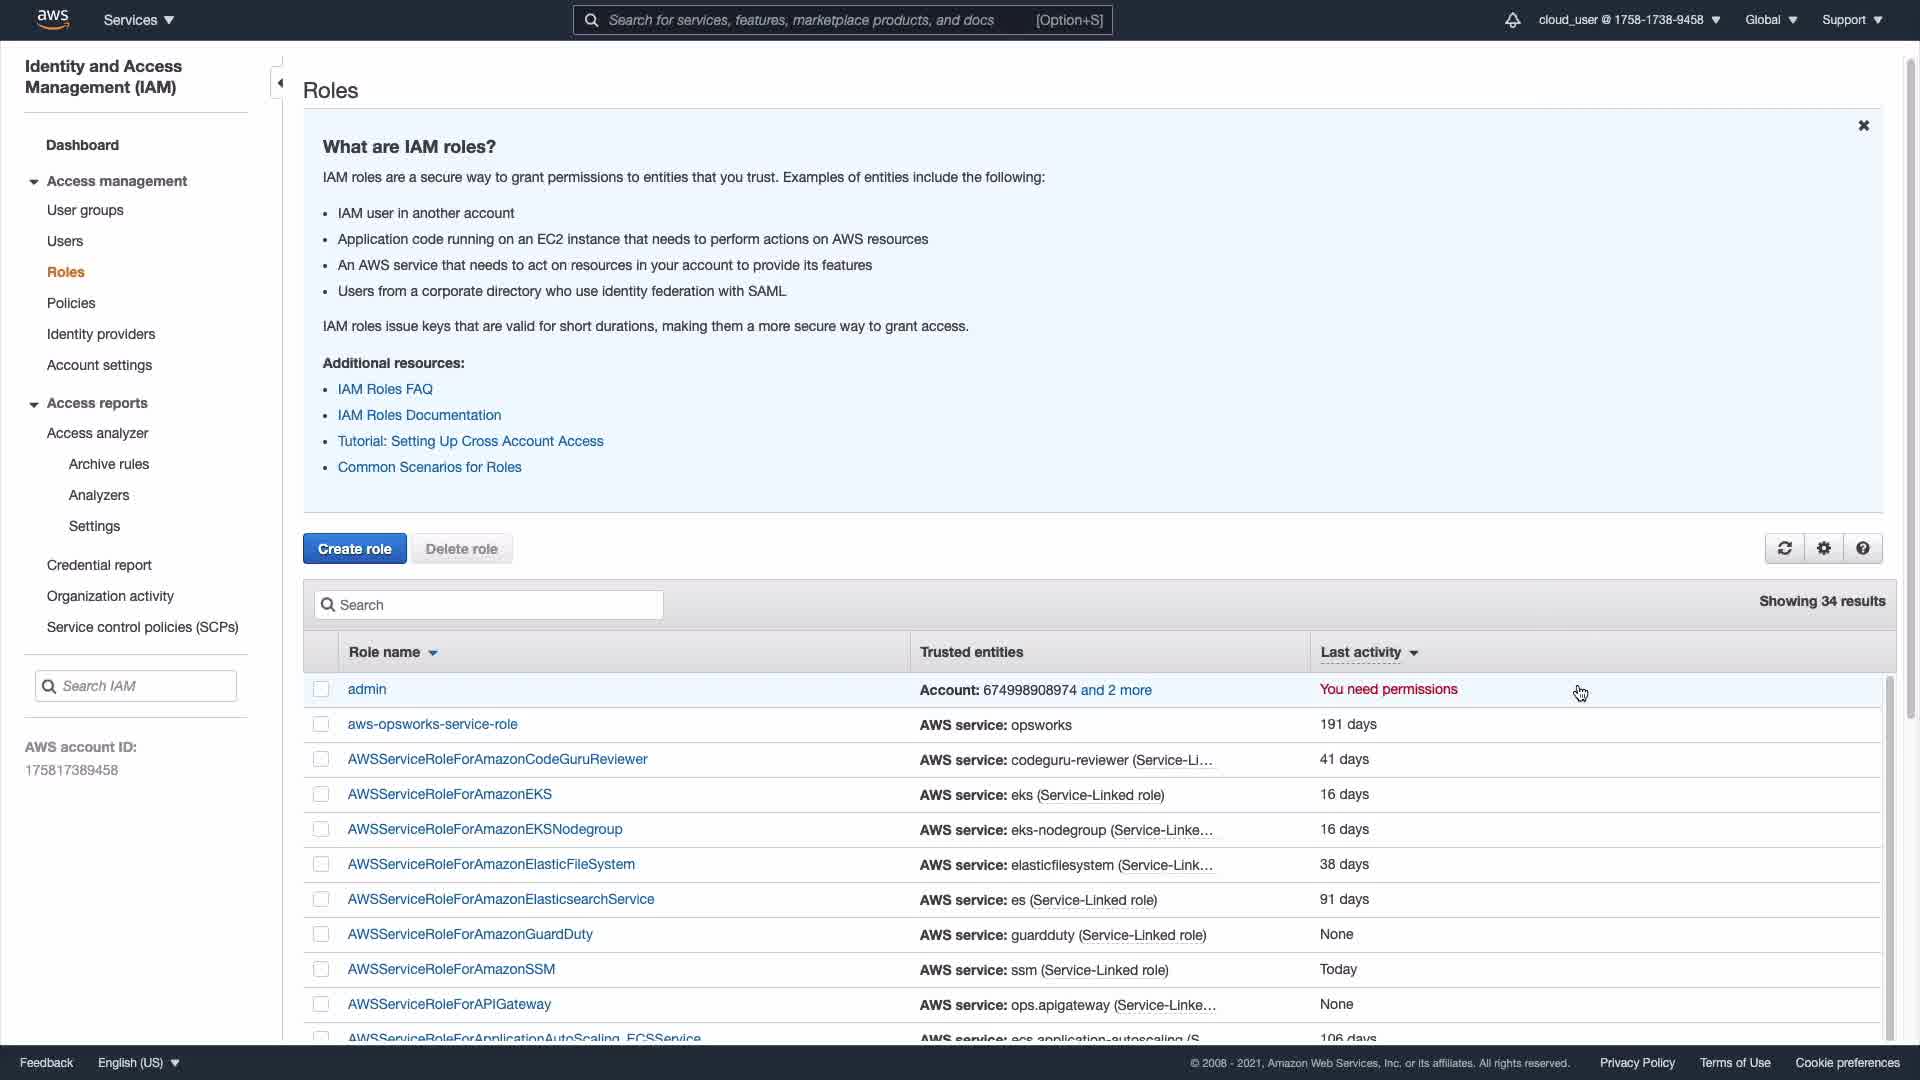 aws
Services ▼
Search for services, features, marketplace products, and docs [Option+S]
cloud_user @ 1758-1738-9458 ▼
Global ▼
Support ▼
Identity and Access
Management (IAM)
Dashboard
Access management
User groups
Users
Roles
Policies
Identity providers
Account settings
Access reports
Access analyzer
Archive rules
Analyzers
Settings
Credential report
Organization activity
Service control policies (SCPs)
Search IAM
AWS account ID:
175817389458
Roles
What are IAM roles?
IAM roles are a secure way to grant permissions to entities that you trust. Examples of entities include the following:
• IAM user in another account
• Application code running on an EC2 instance that needs to perform actions on AWS resources
• An AWS service that needs to act on resources in your account to provide its features
• Users from a corporate directory who use identity federation with SAML
IAM roles issue keys that are valid for short durations, making them a more secure way to grant access.
Additional resources:
• IAM Roles FAQ
• IAM Roles Documentation
• Tutorial: Setting Up Cross Account Access
• Common Scenarios for Roles
Create role
Delete role
Search
Showing 34 results
Role name Trusted entities Last activity
admin Account: 674998908974 and 2 more You need permissions
aws-opsworks-service-role AWS service: opsworks 191 days
AWSServiceRoleForAmazonCodeGuruReviewer AWS service: codeguru-reviewer (Service-Li... 41 days
AWSServiceRoleForAmazonEKS AWS service: eks (Service-Linked role) 16 days
AWSServiceRoleForAmazonEKSNodegroup AWS service: eks-nodegroup (Service-Linke... 16 days
AWSServiceRoleForAmazonElasticFileSystem AWS service: elasticfilesystem (Service-Link... 38 days
AWSServiceRoleForAmazonElasticsearchService AWS service: es (Service-Linked role) 91 days
AWSServiceRoleForAmazonGuardDuty AWS service: guardduty (Service-Linked role) None
AWSServiceRoleForAmazonSSM AWS service: ssm (Service-Linked role) Today
AWSServiceRoleForAPIGateway AWS service: ops.apigateway (Service-Linke... None
AWSServiceRoleForApplicationAutoScaling_ECSService AWS service: ecs.application-autoscaling (S... 106 days
Feedback
English (US) ▼
© 2008 - 2021, Amazon Web Services, Inc. or its affiliates. All rights reserved.
Privacy Policy
Terms of Use
Cookie preferences